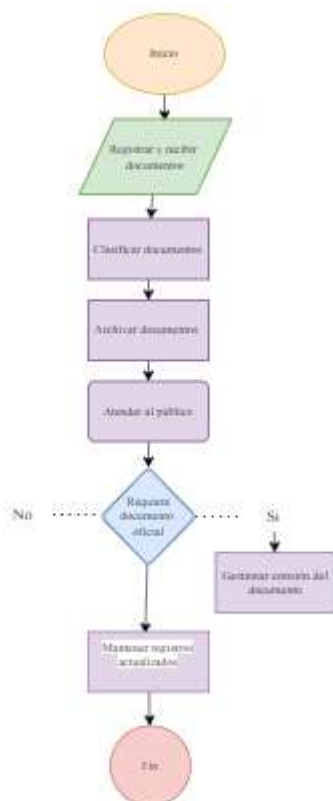 Inicio
Registrar y recibir
documentos
Clasificar documentos
Archivar documentos
Atender al público
Requiere
documento
oficial
No
Si
Gestionar emisión del
documento
Mantener registros
actualizados
Fin